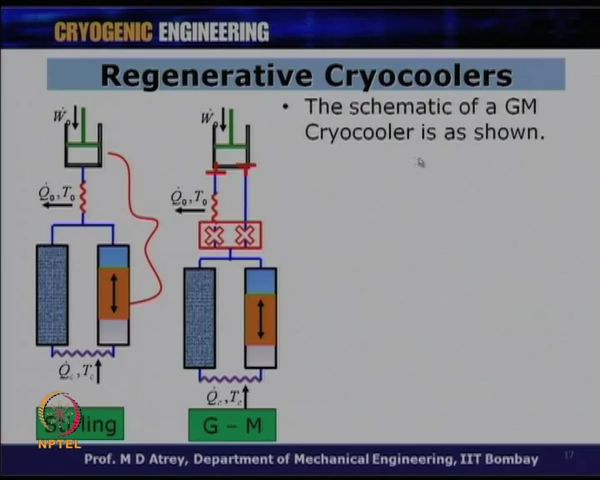 CRYOGENIC ENGINEERING
Regenerative Cryocoolers
• The schematic of a GM
Cryocooler is as shown.
Ẇ
Ẇ
Q̇₀, T₀
Q̇₀, T₀
Q̇c, Tc
Q̇c, Tc
G – M
NPTEL
Prof. M D Atrey, Department of Mechanical Engineering, IIT Bombay
17